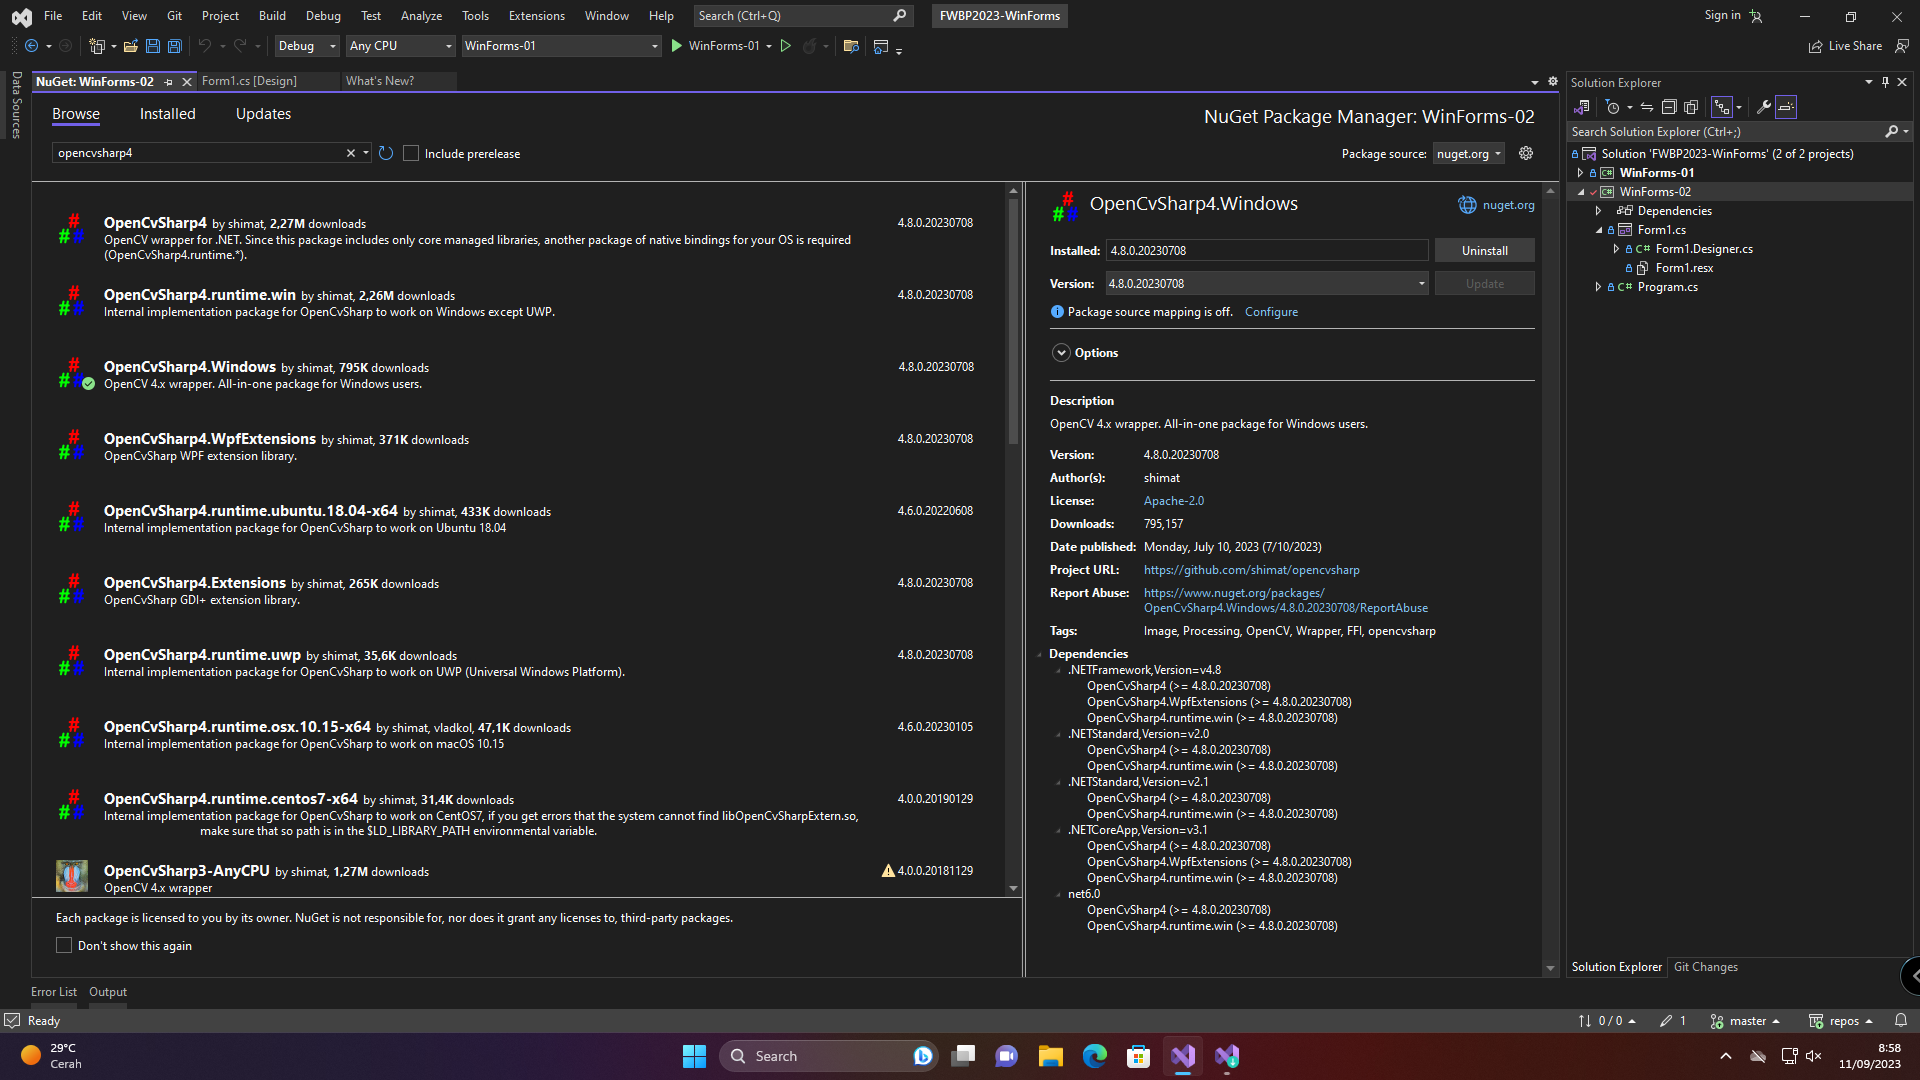 File Edit View Git Project Build Debug Test Analyze Tools Extensions Window Help Search (Ctrl+Q) FWBP2023-WinForms Sign in
Debug Any CPU WinForms-01 WinForms-01 Live Share
Data Sources
NuGet: WinForms-02 Form1.cs [Design] What's New?
Browse Installed Updates
NuGet Package Manager: WinForms-02
opencvsharp4 Include prerelease
Package source: nuget.org
OpenCvSharp4 by shimat, 2,27M downloads 4.8.0.20230708
OpenCV wrapper for .NET. Since this package includes only core managed libraries, another package of native bindings for your OS is required
(OpenCvSharp4.runtime.*).
OpenCvSharp4.runtime.win by shimat, 2,26M downloads 4.8.0.20230708
Internal implementation package for OpenCvSharp to work on Windows except UWP.
OpenCvSharp4.Windows by shimat, 795K downloads 4.8.0.20230708
OpenCV 4.x wrapper. All-in-one package for Windows users.
OpenCvSharp4.WpfExtensions by shimat, 371K downloads 4.8.0.20230708
OpenCvSharp WPF extension library.
OpenCvSharp4.runtime.ubuntu.18.04-x64 by shimat, 433K downloads 4.6.0.20220608
Internal implementation package for OpenCvSharp to work on Ubuntu 18.04
OpenCvSharp4.Extensions by shimat, 265K downloads 4.8.0.20230708
OpenCvSharp GDI+ extension library.
OpenCvSharp4.runtime.uwp by shimat, 35,6K downloads 4.8.0.20230708
Internal implementation package for OpenCvSharp to work on UWP (Universal Windows Platform).
OpenCvSharp4.runtime.osx.10.15-x64 by shimat, vladkol, 47,1K downloads 4.6.0.20230105
Internal implementation package for OpenCvSharp to work on macOS 10.15
OpenCvSharp4.runtime.centos7-x64 by shimat, 31,4K downloads 4.0.0.20190129
Internal implementation package for OpenCvSharp to work on CentOS7, if you get errors that the system cannot find libOpenCvSharpExtern.so,
make sure that so path is in the $LD_LIBRARY_PATH environmental variable.
OpenCvSharp3-AnyCPU by shimat, 1,27M downloads 4.0.0.20181129
OpenCV 4.x wrapper
Each package is licensed to you by its owner. NuGet is not responsible for, nor does it grant any licenses to, third-party packages.
Don't show this again
OpenCvSharp4.Windows nuget.org
Installed: 4.8.0.20230708 Uninstall
Version: 4.8.0.20230708 Update
Package source mapping is off. Configure
Options
Description
OpenCV 4.x wrapper. All-in-one package for Windows users.
Version: 4.8.0.20230708
Author(s): shimat
License: Apache-2.0
Downloads: 795,157
Date published: Monday, July 10, 2023 (7/10/2023)
Project URL: https://github.com/shimat/opencvsharp
Report Abuse: https://www.nuget.org/packages/
OpenCvSharp4.Windows/4.8.0.20230708/ReportAbuse
Tags: Image, Processing, OpenCV, Wrapper, FFI, opencvsharp
Dependencies
.NETFramework,Version=v4.8
OpenCvSharp4 (>= 4.8.0.20230708)
OpenCvSharp4.WpfExtensions (>= 4.8.0.20230708)
OpenCvSharp4.runtime.win (>= 4.8.0.20230708)
.NETStandard,Version=v2.0
OpenCvSharp4 (>= 4.8.0.20230708)
OpenCvSharp4.runtime.win (>= 4.8.0.20230708)
.NETStandard,Version=v2.1
OpenCvSharp4 (>= 4.8.0.20230708)
OpenCvSharp4.runtime.win (>= 4.8.0.20230708)
.NETCoreApp,Version=v3.1
OpenCvSharp4 (>= 4.8.0.20230708)
OpenCvSharp4.WpfExtensions (>= 4.8.0.20230708)
OpenCvSharp4.runtime.win (>= 4.8.0.20230708)
net6.0
OpenCvSharp4 (>= 4.8.0.20230708)
OpenCvSharp4.runtime.win (>= 4.8.0.20230708)
Solution Explorer
Search Solution Explorer (Ctrl+;)
Solution 'FWBP2023-WinForms' (2 of 2 projects)
WinForms-01
WinForms-02
Dependencies
Form1.cs
C# Form1.Designer.cs
Form1.resx
C# Program.cs
Solution Explorer Git Changes
Error List Output
Ready 0 / 0 1 master repos
29°C
Cerah
Search
8:58
11/09/2023